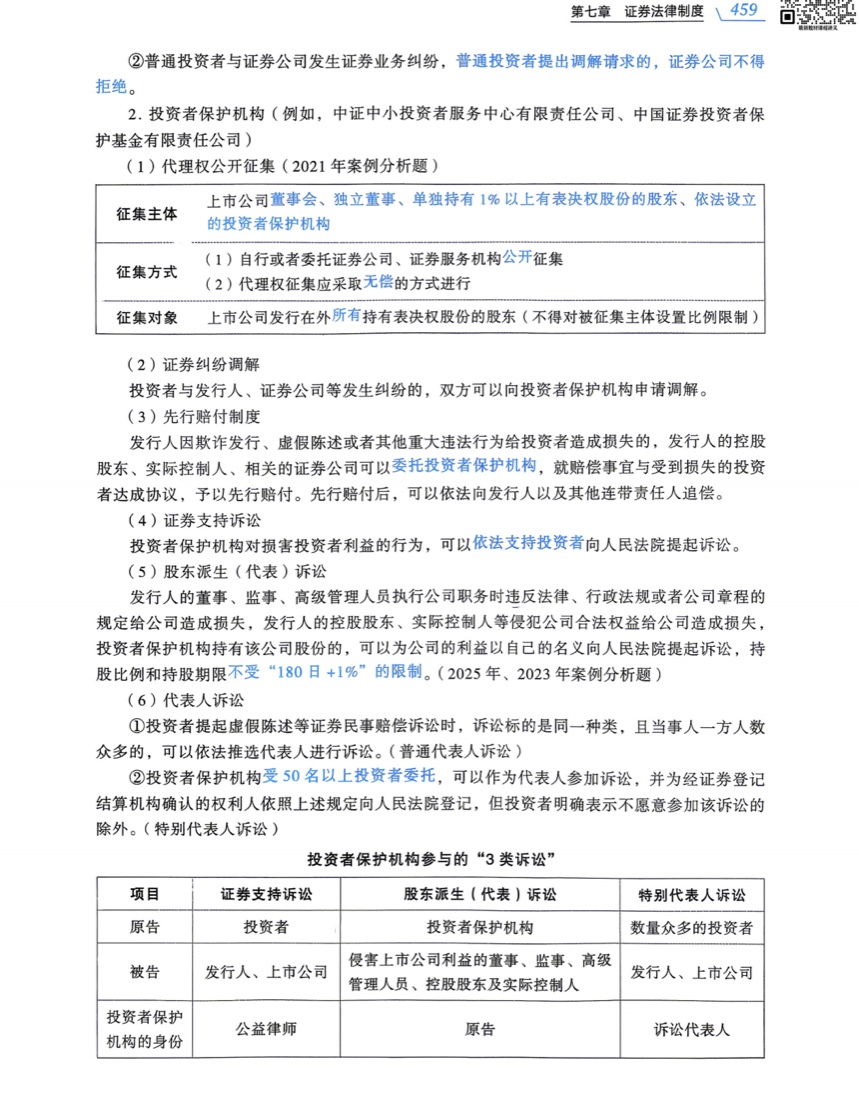 第七章 证券法律制度 459
②普通投资者与证券公司发生证券业务纠纷，普通投资者提出调解请求的，证券公司不得
拒绝。
2. 投资者保护机构（例如，中证中小投资者服务中心有限责任公司、中国证券投资者保
护基金有限责任公司）
（1）代理权公开征集（2021 年案例分析题）
征集主体
上市公司董事会、独立董事、单独持有 1% 以上有表决权股份的股东、依法设立
的投资者保护机构
征集方式
（1）自行或者委托证券公司、证券服务机构公开征集
（2）代理权征集应采取无偿的方式进行
征集对象 上市公司发行在外所有持有表决权股份的股东（不得对被征集主体设置比例限制）
（2）证券纠纷调解
投资者与发行人、证券公司等发生纠纷的，双方可以向投资者保护机构申请调解。
（3）先行赔付制度
发行人因欺诈发行、虚假陈述或者其他重大违法行为给投资者造成损失的，发行人的控股
股东、实际控制人、相关的证券公司可以委托投资者保护机构，就赔偿事宜与受到损失的投资
者达成协议，予以先行赔付。先行赔付后，可以依法向发行人以及其他连带责任人追偿。
（4）证券支持诉讼
投资者保护机构对损害投资者利益的行为，可以依法支持投资者向人民法院提起诉讼。
（5）股东派生（代表）诉讼
发行人的董事、监事、高级管理人员执行公司职务时违反法律、行政法规或者公司章程的
规定给公司造成损失，发行人的控股股东、实际控制人等侵犯公司合法权益给公司造成损失，
投资者保护机构持有该公司股份的，可以为公司的利益以自己的名义向人民法院提起诉讼，持
股比例和持股期限不受“180 日 +1%”的限制。（2025 年、2023 年案例分析题）
（6）代表人诉讼
①投资者提起虚假陈述等证券民事赔偿诉讼时，诉讼标的是同一种类，且当事人一方人数
众多的，可以依法推选代表人进行诉讼。（普通代表人诉讼）
②投资者保护机构受 50 名以上投资者委托，可以作为代表人参加诉讼，并为经证券登记
结算机构确认的权利人依照上述规定向人民法院登记，但投资者明确表示不愿意参加该诉讼的
除外。（特别代表人诉讼）
投资者保护机构参与的“3 类诉讼”
项目 证券支持诉讼 股东派生（代表）诉讼 特别代表人诉讼
原告 投资者 投资者保护机构 数量众多的投资者
被告 发行人、上市公司
侵害上市公司利益的董事、监事、高级
管理人员、控股股东及实际控制人
发行人、上市公司
投资者保护
机构的身份
公益律师 原告 诉讼代表人